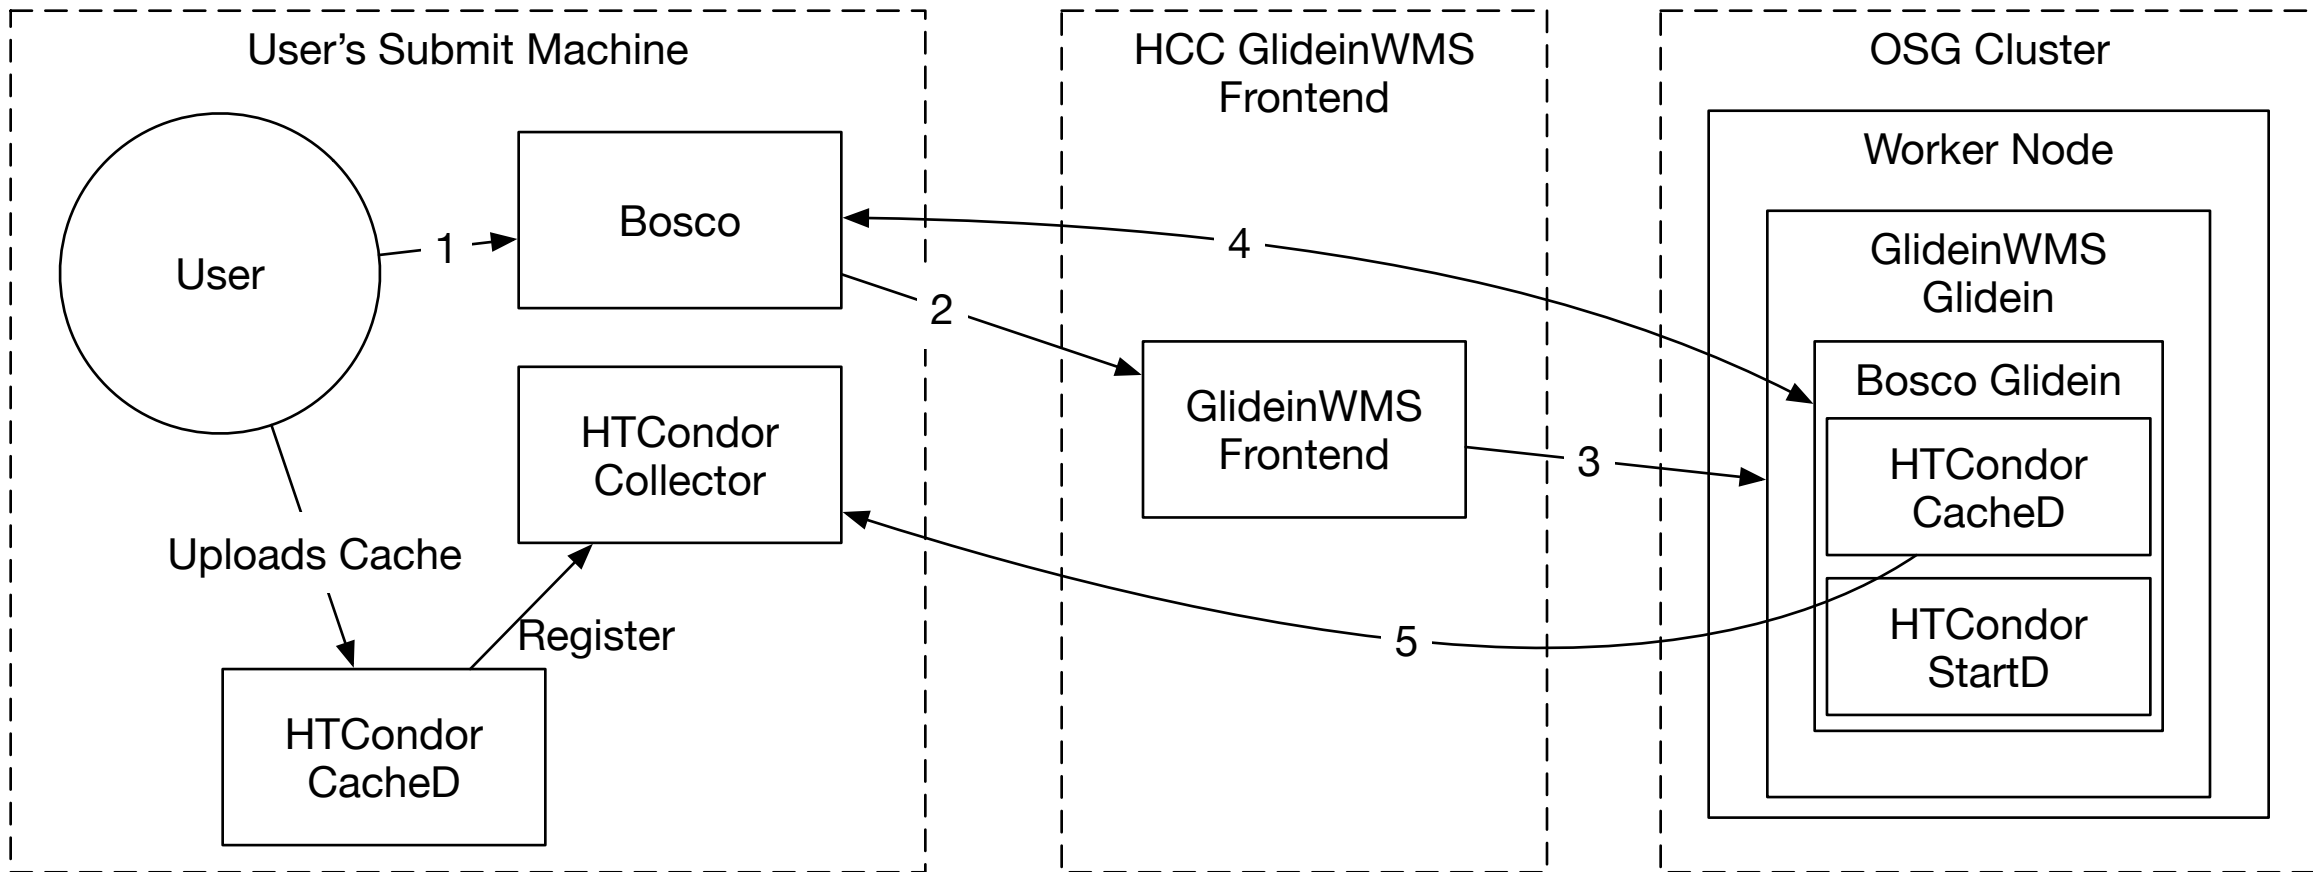 User’s Submit Machine
User
1
Bosco
2
HTCondor
Collector
Uploads Cache
Register
HTCondor
CacheD
HCC GlideinWMS
Frontend
4
GlideinWMS
Frontend
3
5
OSG Cluster
Worker Node
GlideinWMS
Glidein
Bosco Glidein
HTCondor
CacheD
HTCondor
StartD